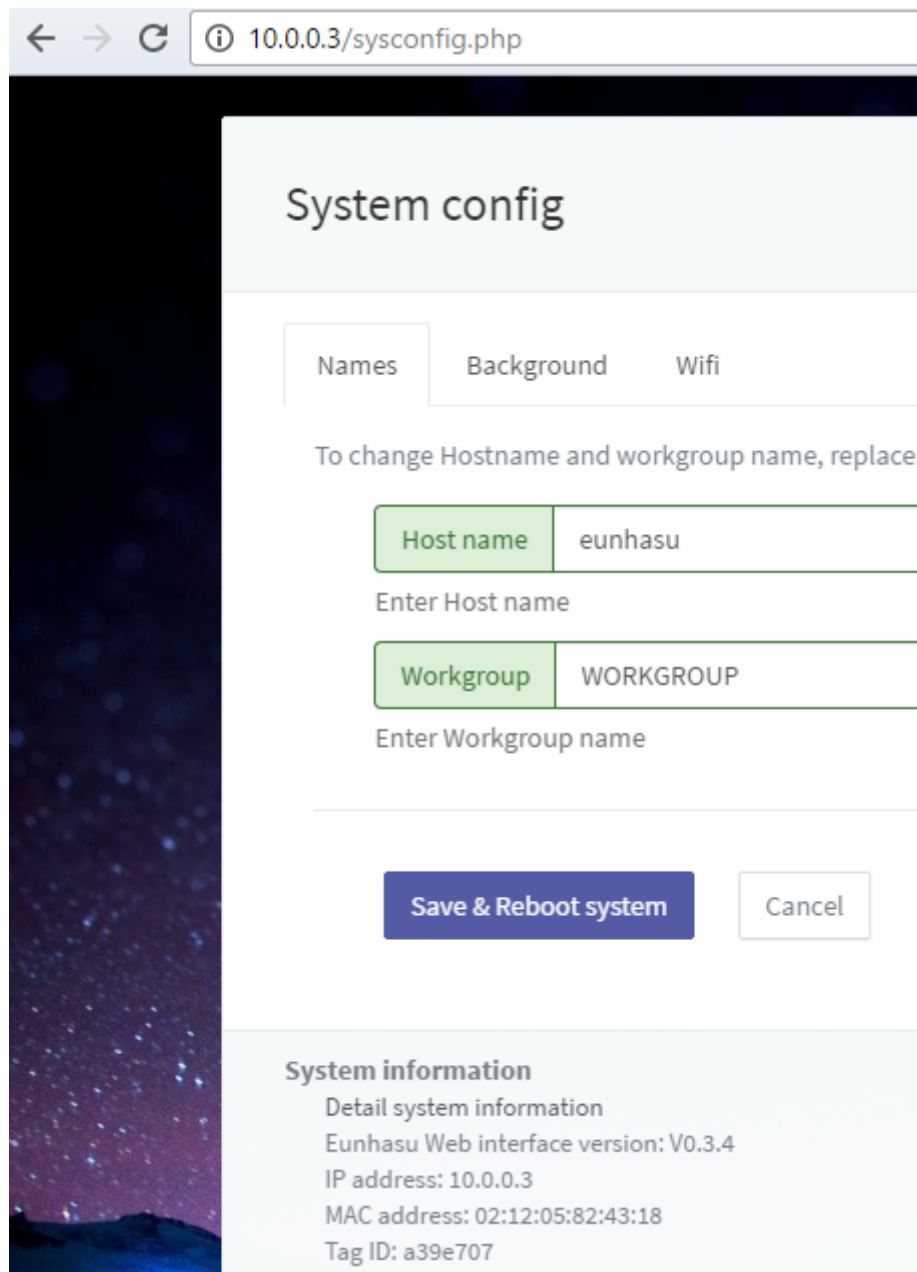 10.0.0.3/sysconfig.php
System config
Names Background Wifi
To change Hostname and workgroup name, replace
Host name eunhasu
Enter Host name
Workgroup WORKGROUP
Enter Workgroup name
Save & Reboot system Cancel
System information
Detail system information
Eunhasu Web interface version: V0.3.4
IP address: 10.0.0.3
MAC address: 02:12:05:82:43:18
Tag ID: a39e707